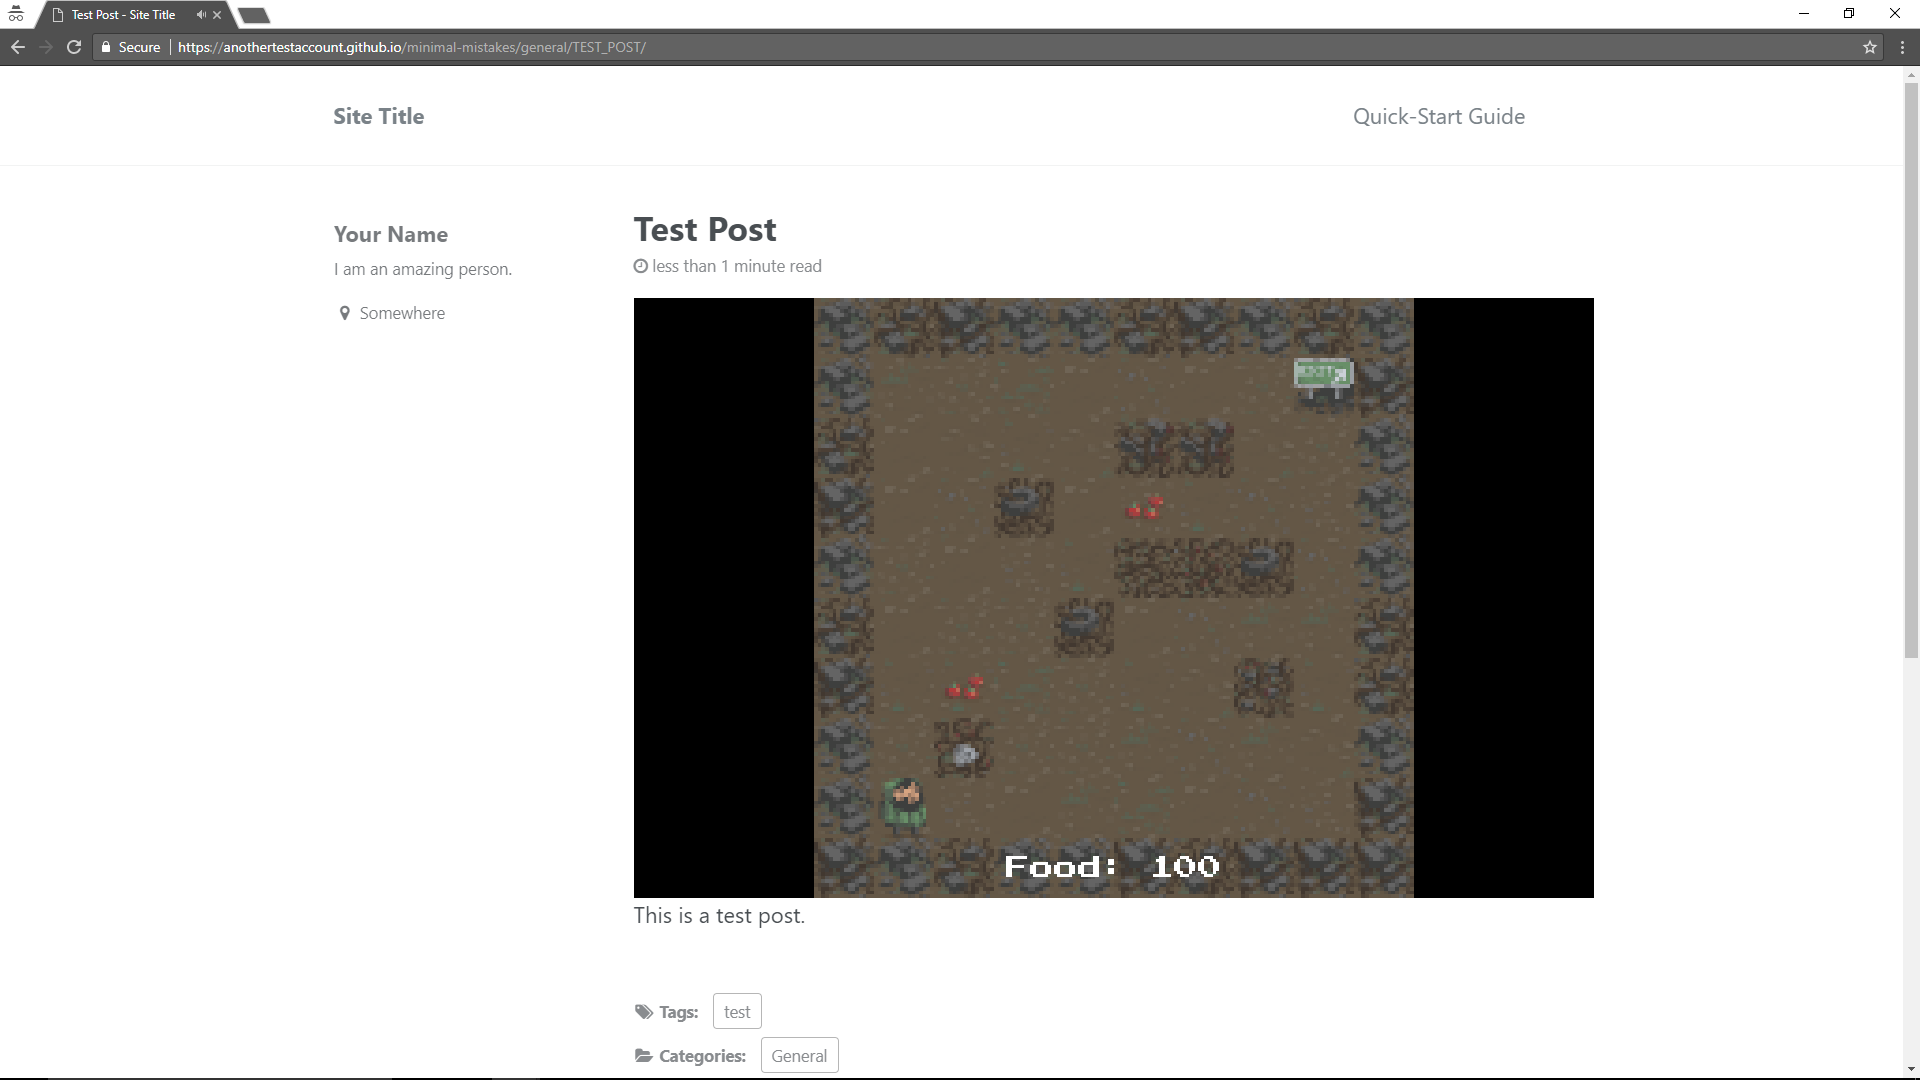 Test Post - Site Title
Secure https://anothertestaccount.github.io/minimal-mistakes/general/TEST_POST/
Site Title
Quick-Start Guide
Your Name
I am an amazing person.
Somewhere
Test Post
less than 1 minute read
Food: 100
This is a test post.
Tags: test
Categories: General